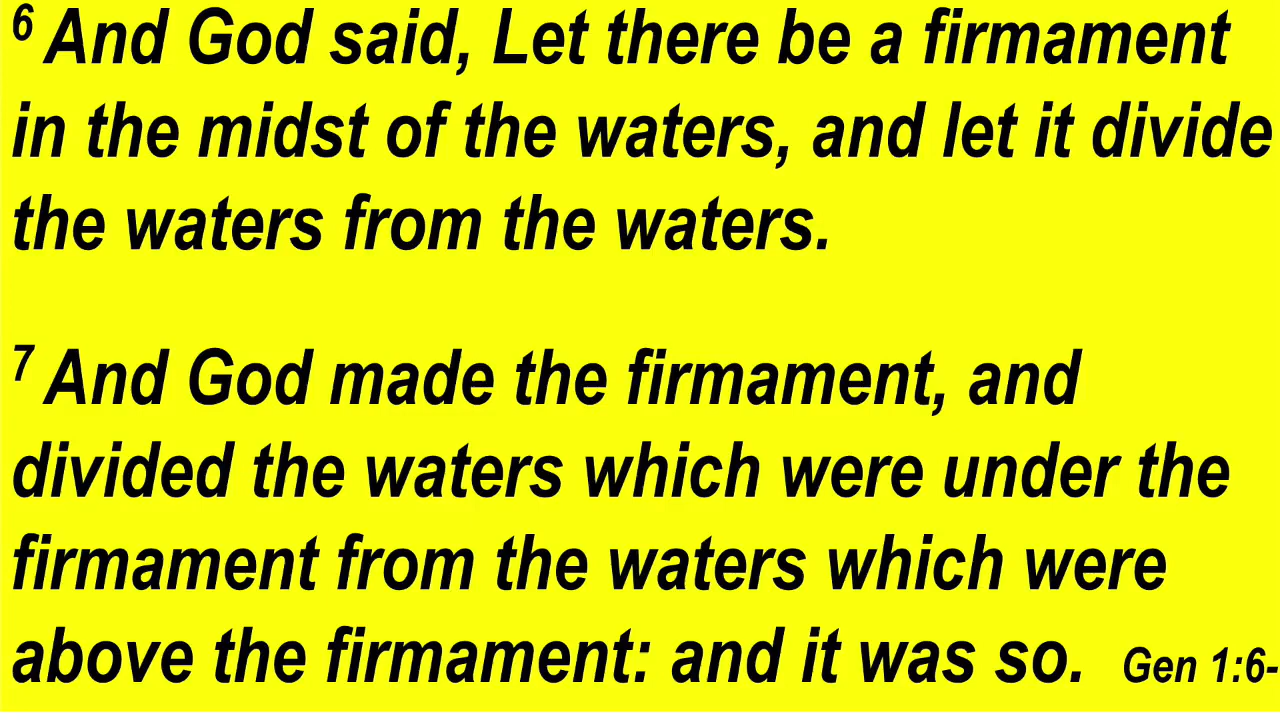 6 And God said, Let there be a firmament
in the midst of the waters, and let it divide
the waters from the waters.
7 And God made the firmament, and
divided the waters which were under the
firmament from the waters which were
above the firmament: and it was so. Gen 1:6-